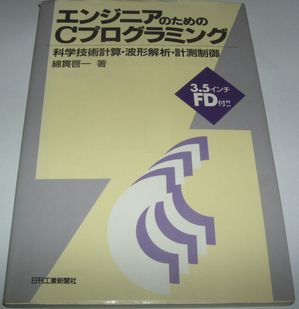 エンジニアのための
Cプログラミング
科学技術計算・波形解析・計測制御
綿貫啓一 著
3.5インチ
FD付!!
日刊工業新聞社